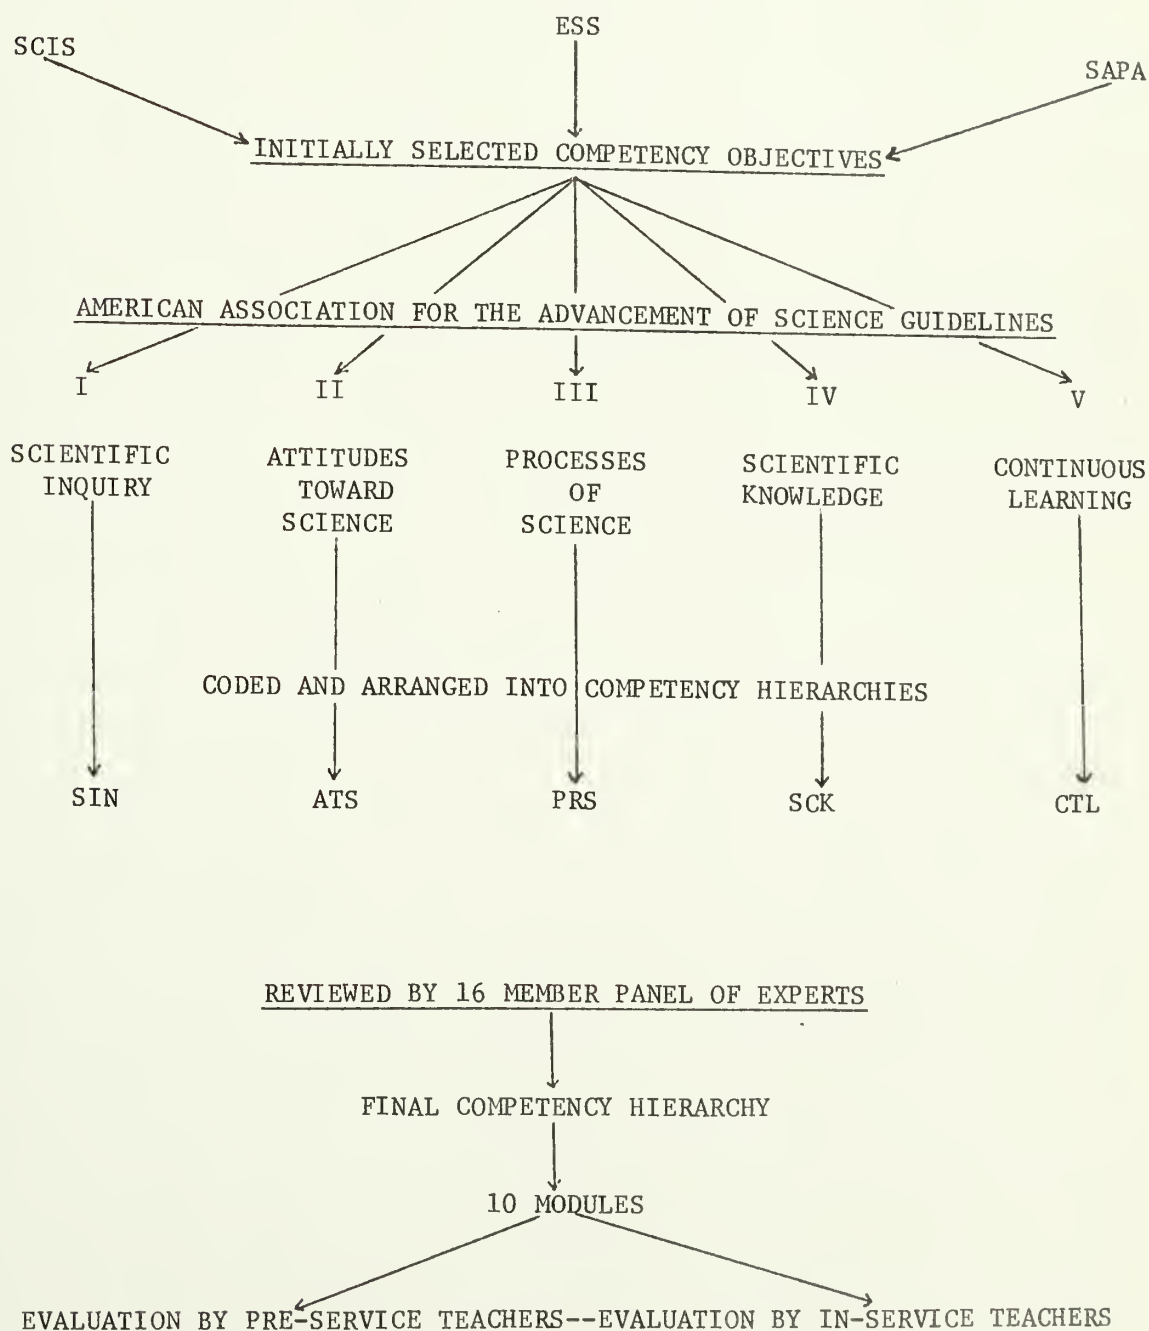 ESS
SCIS
SAPA
INITIALLY SELECTED COMPETENCY OBJECTIVES
AMERICAN ASSOCIATION FOR THE ADVANCEMENT OF SCIENCE GUIDELINES
I II III IV V
SCIENTIFIC
INQUIRY
ATTITUDES
TOWARD
SCIENCE
PROCESSES
OF
SCIENCE
SCIENTIFIC
KNOWLEDGE
CONTINUOUS
LEARNING
CODED AND ARRANGED INTO COMPETENCY HIERARCHIES
SIN ATS PRS SCK CTL
REVIEWED BY 16 MEMBER PANEL OF EXPERTS
FINAL COMPETENCY HIERARCHY
10 MODULES
EVALUATION BY PRE-SERVICE TEACHERS--EVALUATION BY IN-SERVICE TEACHERS